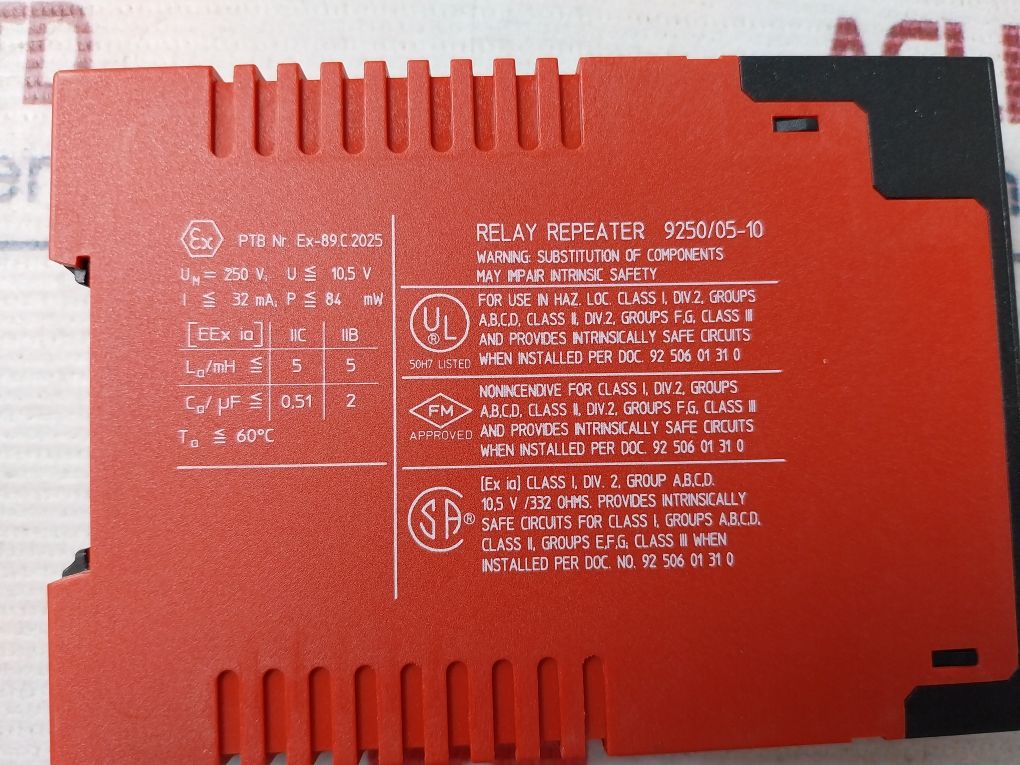 Ex PTB Nr. Ex-89.C.2025
U_M = 250 V, U ≦ 10,5 V
I ≦ 32 mA; P ≦ 84 mW
[EEx ia] IIC IIB
La/mH ≦ 5 5
Ca/µF ≦ 0,51 2
Ta ≦ 60°C
RELAY REPEATER 9250/05-10
WARNING: SUBSTITUTION OF COMPONENTS
MAY IMPAIR INTRINSIC SAFETY
UL®
50H7 LISTED
FOR USE IN HAZ. LOC. CLASS I, DIV.2, GROUPS
A,B,C,D, CLASS II, DIV.2, GROUPS F,G, CLASS III
AND PROVIDES INTRINSICALLY SAFE CIRCUITS
WHEN INSTALLED PER DOC. 92 506 01 31 0
FM
APPROVED
NONINCENDIVE FOR CLASS I, DIV.2, GROUPS
A,B,C,D, CLASS II, DIV.2, GROUPS F,G, CLASS III
AND PROVIDES INTRINSICALLY SAFE CIRCUITS
WHEN INSTALLED PER DOC. 92 506 01 31 0
SA®
[Ex ia] CLASS I, DIV. 2, GROUP A,B,C,D.
10,5 V /332 OHMS. PROVIDES INTRINSICALLY
SAFE CIRCUITS FOR CLASS I, GROUPS A,B,C,D,
CLASS II, GROUPS E,F,G; CLASS III WHEN
INSTALLED PER DOC. NO. 92 506 01 31 0